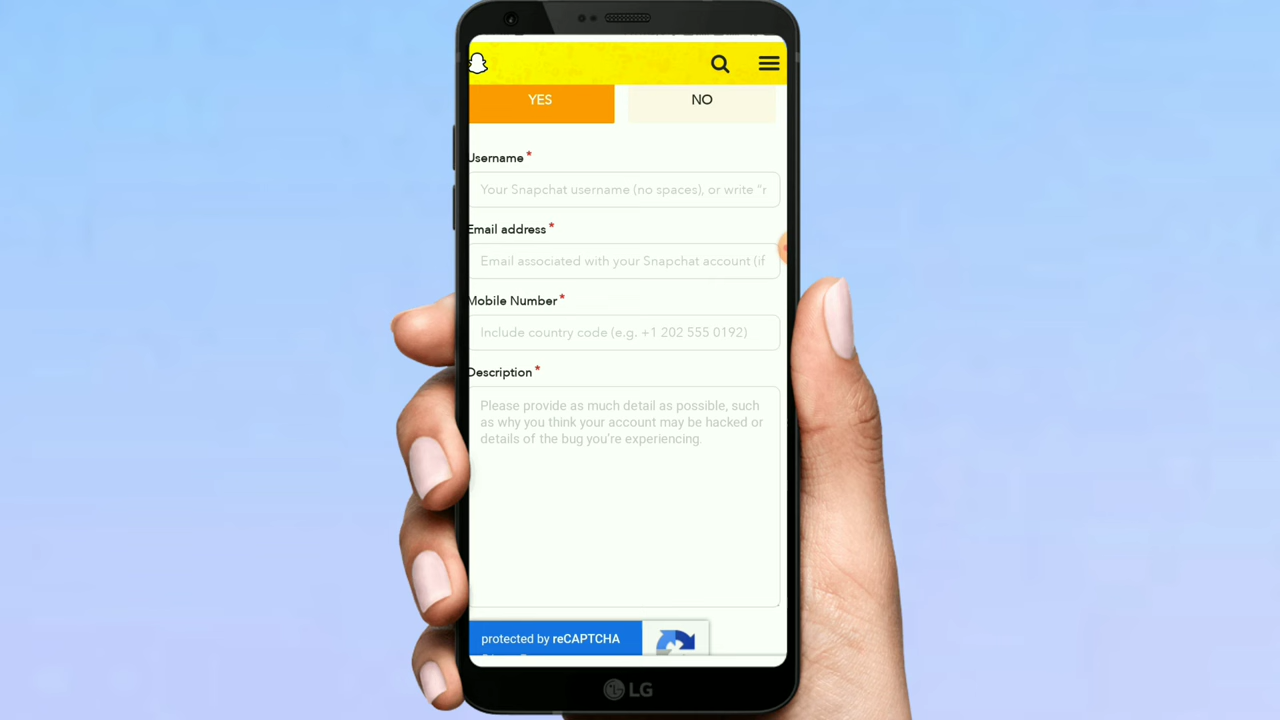 YES
NO
Username *
Your Snapchat username (no spaces), or write “r
Email address *
Email associated with your Snapchat account (if
Mobile Number *
Include country code (e.g. +1 202 555 0192)
Description *
Please provide as much detail as possible, such
as why you think your account may be hacked or
details of the bug you’re experiencing.
protected by reCAPTCHA
LG